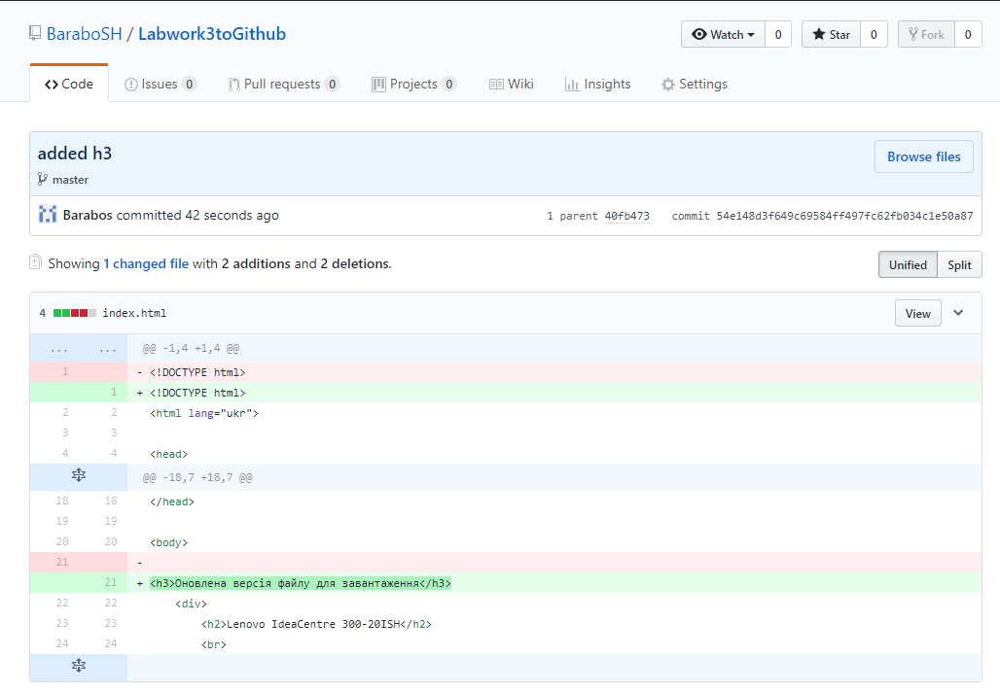 BaraboSH / Labwork3toGithub
Watch 0 Star 0 Fork 0
Code Issues 0 Pull requests 0 Projects 0 Wiki Insights Settings
added h3
Browse files
master
Barabos committed 42 seconds ago 1 parent 40fb473 commit 54e148d3f649c69584ff497fc62fb034c1e50a87
Showing 1 changed file with 2 additions and 2 deletions.
Unified Split
4 index.html View
... ... @@ -1,4 +1,4 @@
1 - <!DOCTYPE html>
1 + <!DOCTYPE html>
2 2 <html lang="ukr">
3 3
4 4 <head>
@@ -18,7 +18,7 @@
18 18 </head>
19 19
20 20 <body>
21 -
21 + <h3>Оновлена версія файлу для завантаження</h3>
22 22 <div>
23 23 <h2>Lenovo IdeaCentre 300-20ISH</h2>
24 24 <br>